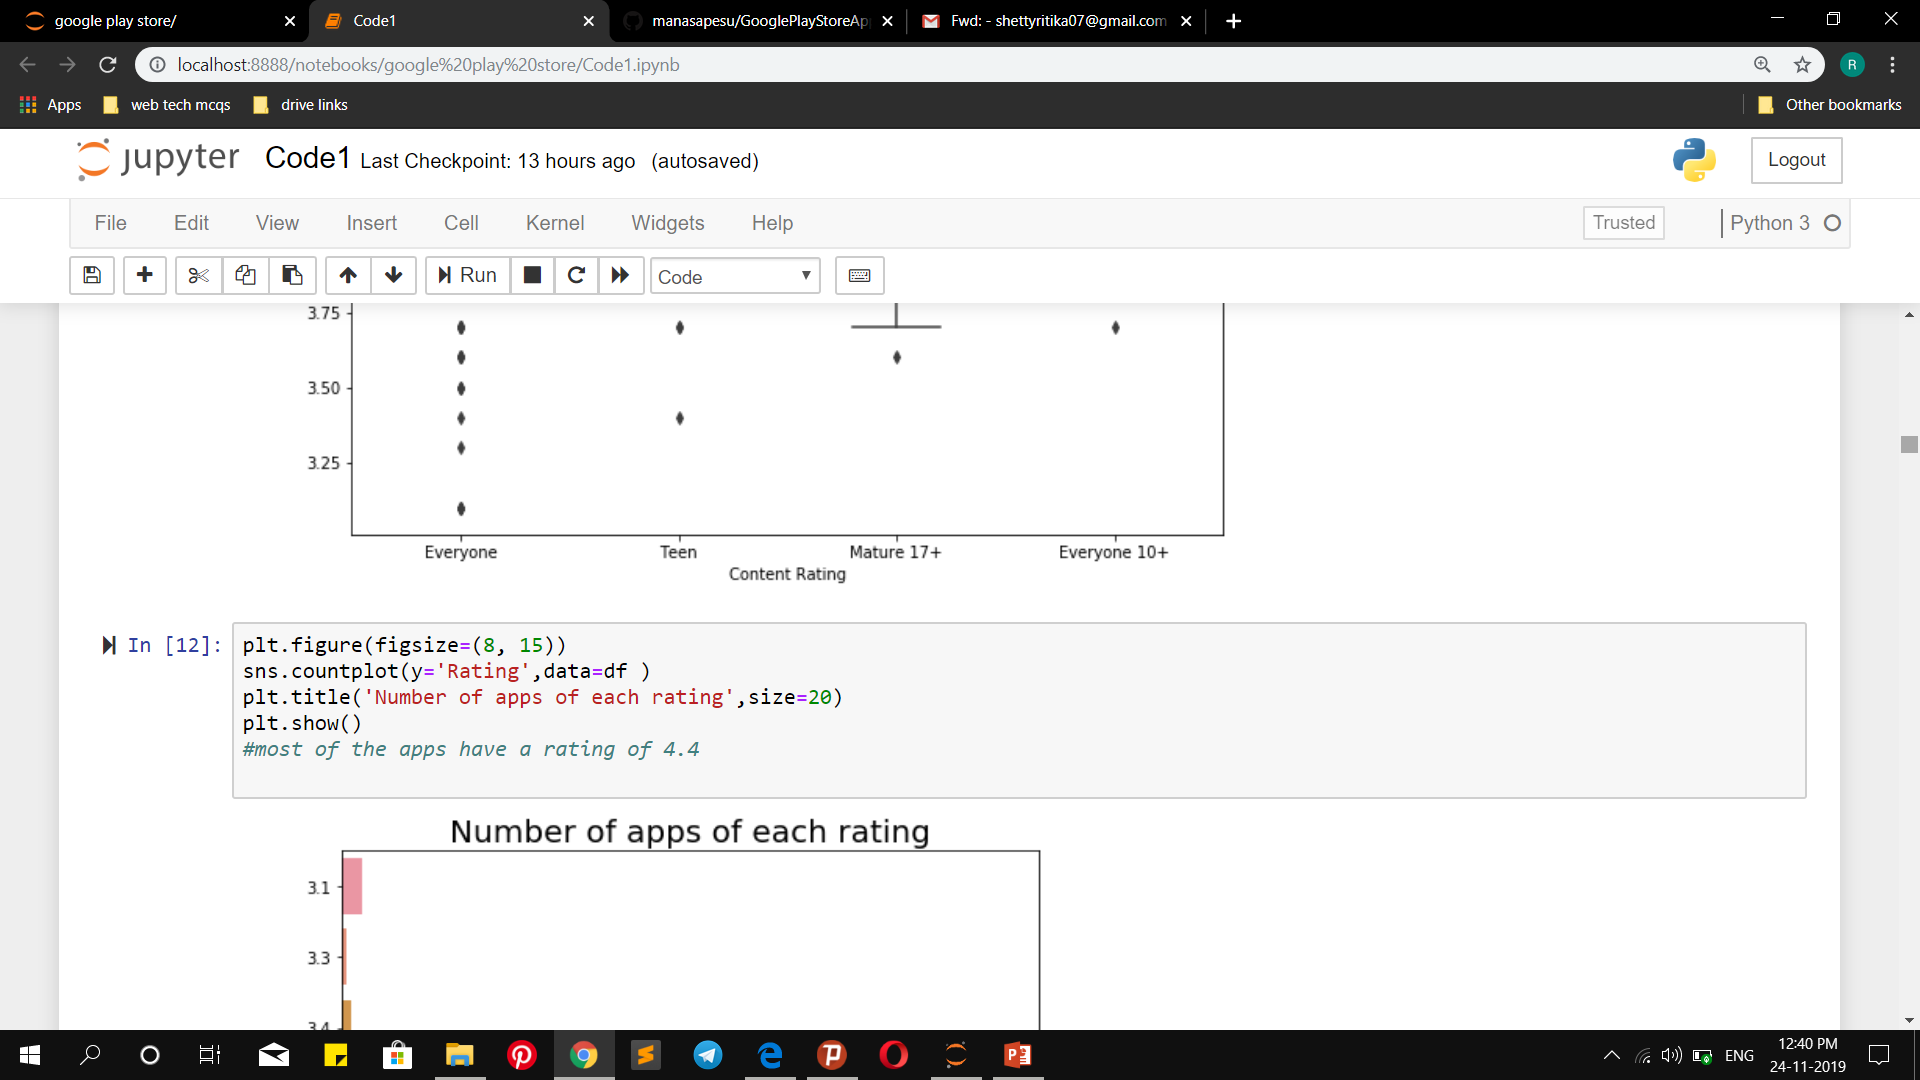 google play store/
Code1
manasapesu/GooglePlayStoreAp
Fwd: - shettyritika07@gmail.com
localhost:8888/notebooks/google%20play%20store/Code1.ipynb
R
Apps
web tech mcqs
drive links
Other bookmarks
jupyter Code1 Last Checkpoint: 13 hours ago (autosaved)
Logout
File Edit View Insert Cell Kernel Widgets Help
Trusted
Python 3
Run
Code
3.75
3.50
3.25
Everyone Teen Mature 17+ Everyone 10+
Content Rating
In [12]:
plt.figure(figsize=(8, 15))
sns.countplot(y='Rating',data=df )
plt.title('Number of apps of each rating',size=20)
plt.show()
#most of the apps have a rating of 4.4
Number of apps of each rating
3.1
3.3
3.4
ENG
12:40 PM
24-11-2019